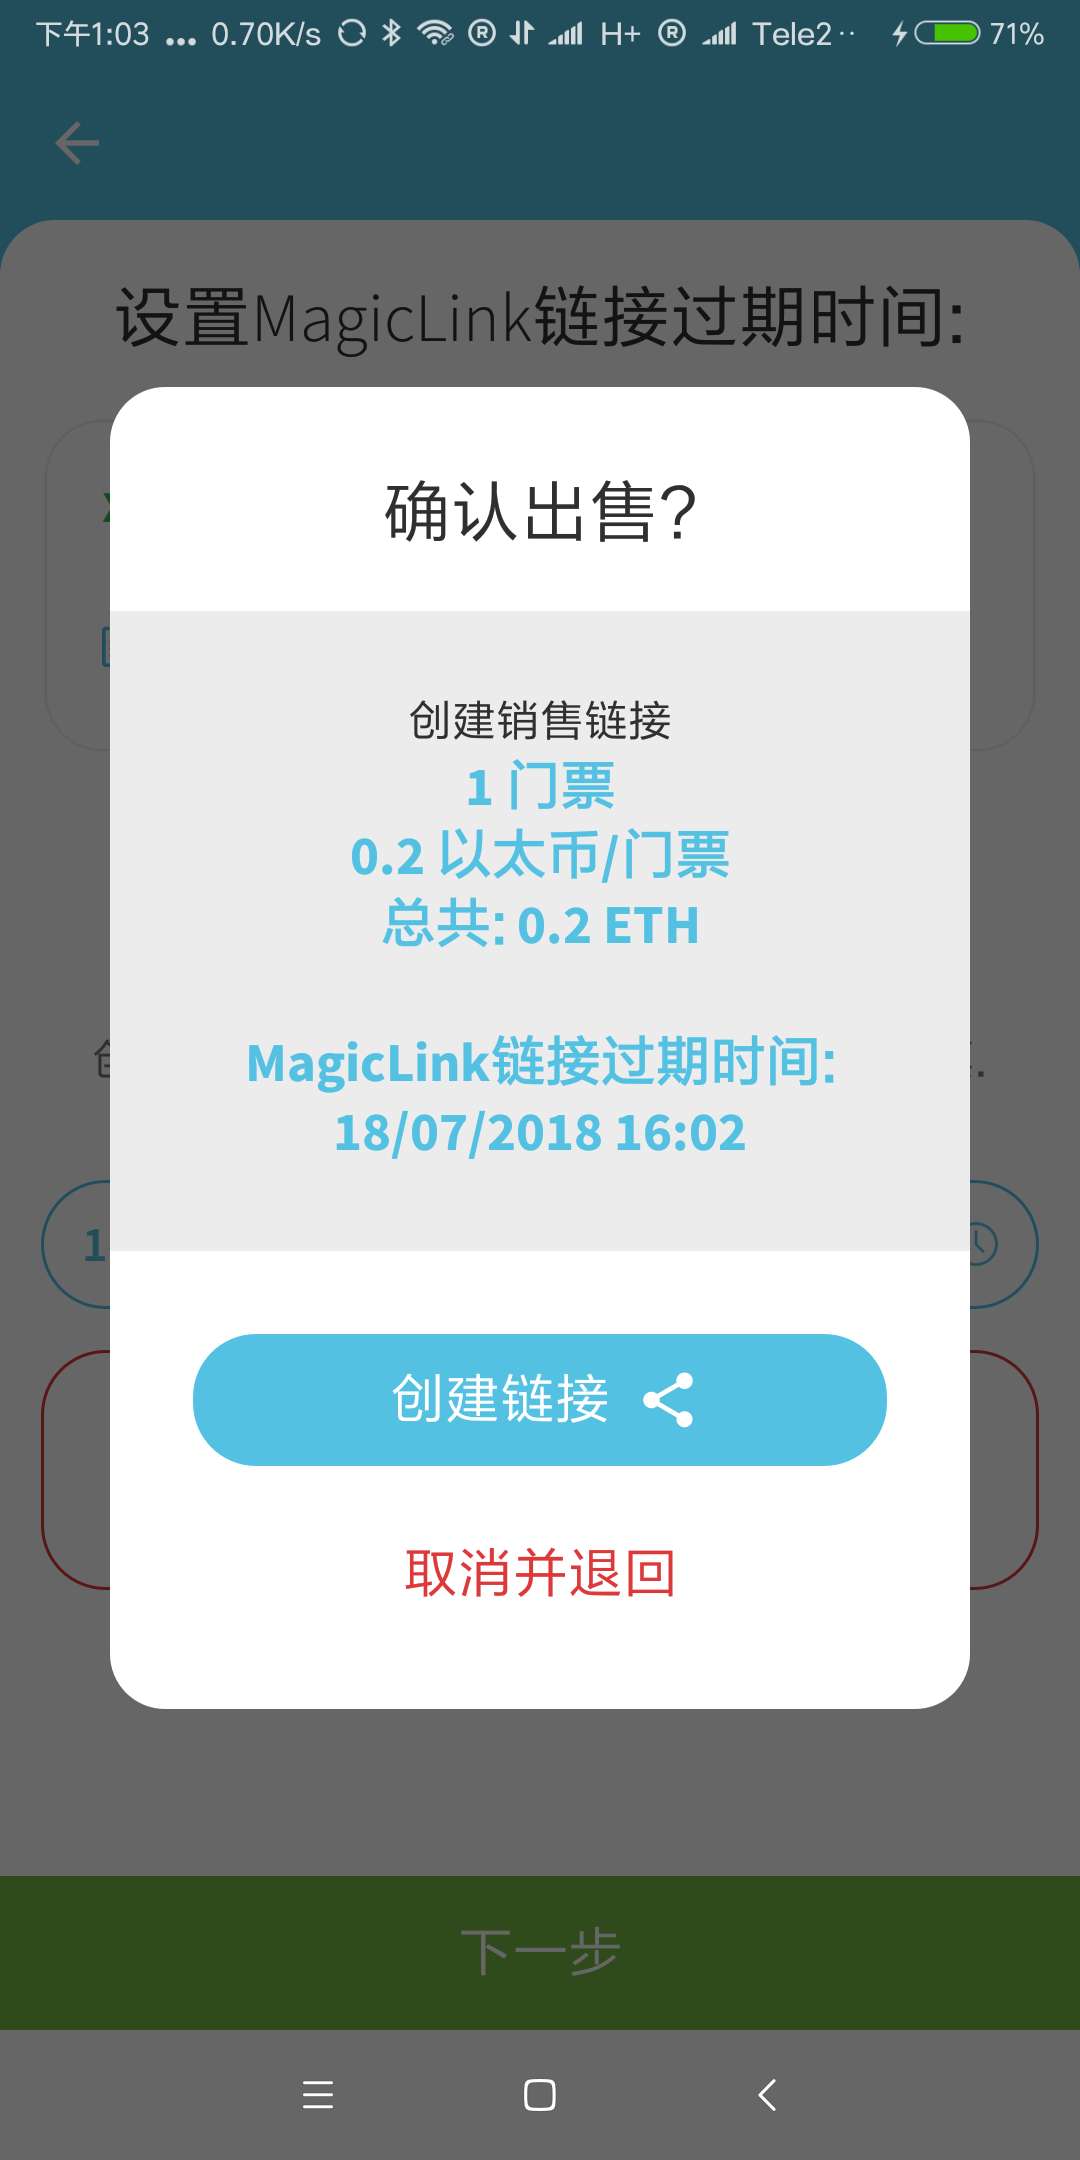 下午1:03 ... 0.70K/s H+ Tele2 71%
设置MagicLink链接过期时间:
确认出售?
创建销售链接
1 门票
0.2 以太币/门票
总共: 0.2 ETH
MagicLink链接过期时间:
18/07/2018 16:02
创建链接
取消并退回
下一步